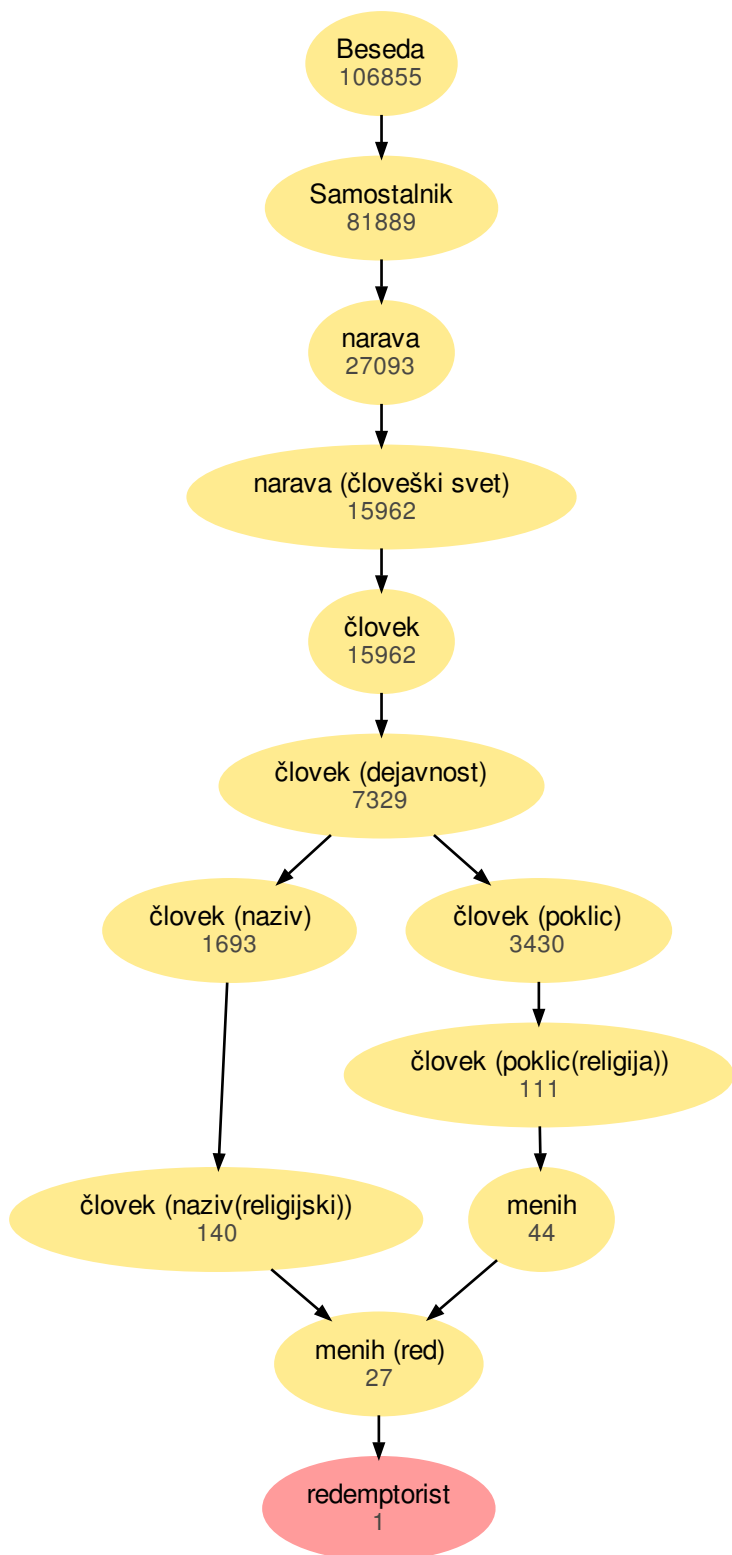 Beseda
106855
Samostalnik
81889
narava
27093
narava (človeški svet)
15962
človek
15962
človek (dejavnost)
7329
človek (naziv)
1693
človek (poklic)
3430
človek (poklic(religija))
111
človek (naziv(religijski))
140
menih
44
menih (red)
27
redemptorist
1